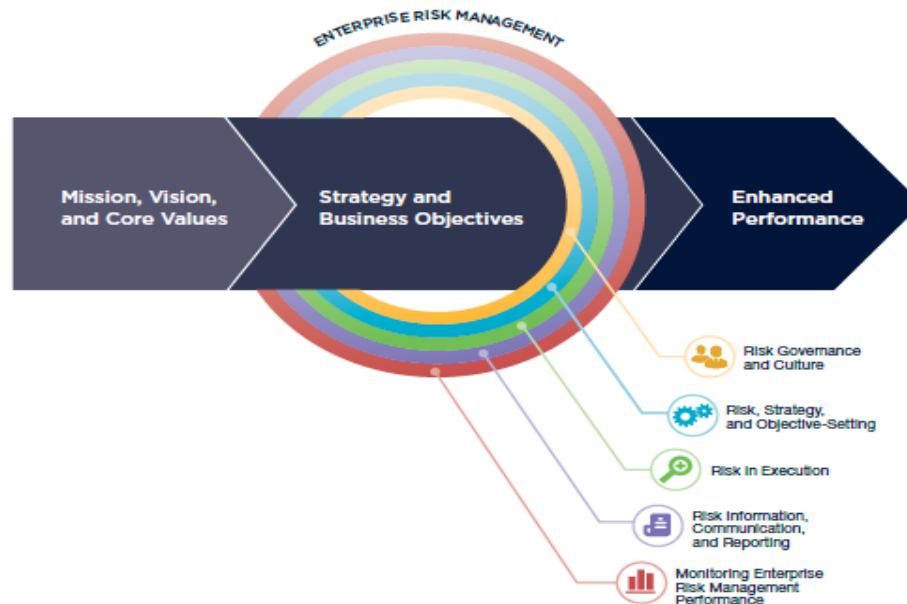 ENTERPRISE RISK MANAGEMENT
Mission, Vision,
and Core Values
Strategy and
Business Objectives
Enhanced
Performance
Risk Governance
and Culture
Risk, Strategy,
and Objective-Setting
Risk in Execution
Risk Information,
Communication,
and Reporting
Monitoring Enterprise
Risk Management
Performance